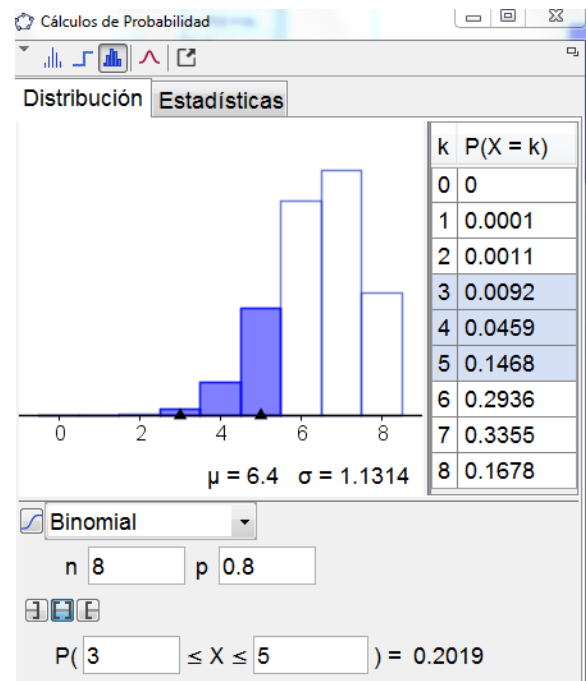 Cálculos de Probabilidad
Distribución Estadísticas
k P(X = k)
0 0
1 0.0001
2 0.0011
3 0.0092
4 0.0459
5 0.1468
6 0.2936
7 0.3355
8 0.1678
0 2 4 6 8
μ = 6.4 σ = 1.1314
Binomial
n 8 p 0.8
P( 3 ≤ X ≤ 5 ) = 0.2019